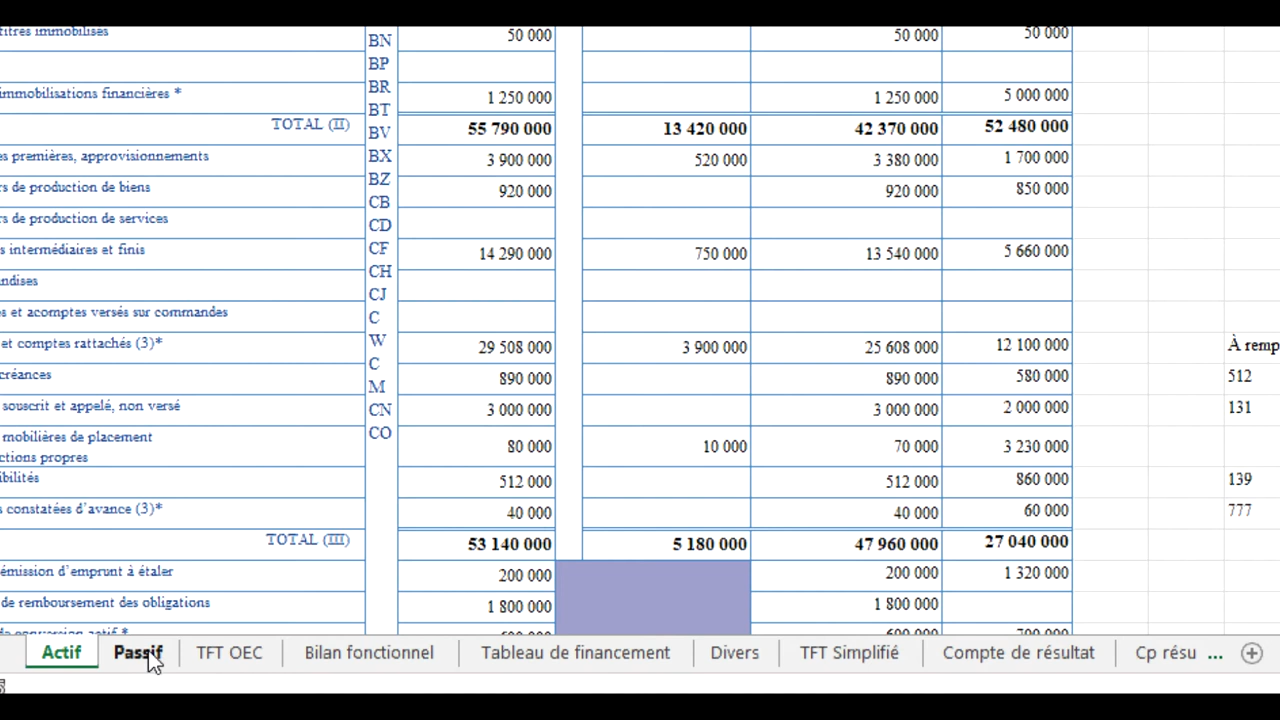 titres immobilisés BN 50 000 50 000 50 000
BP
immobilisations financières * BR 1 250 000 1 250 000 5 000 000
BT
TOTAL (II) BV 55 790 000 13 420 000 42 370 000 52 480 000
es premières, approvisionnements BX 3 900 000 520 000 3 380 000 1 700 000
rs de production de biens BZ 920 000 920 000 850 000
CB
rs de production de services CD
s intermédiaires et finis CF 14 290 000 750 000 13 540 000 5 660 000
ndises CH
CJ
s et acomptes versés sur commandes C
et comptes rattachés (3)* W 29 508 000 3 900 000 25 608 000 12 100 000 À remp
créances C 890 000 890 000 580 000 512
M
souscrit et appelé, non versé CN 3 000 000 3 000 000 2 000 000 131
mobilières de placement CO 80 000 10 000 70 000 3 230 000
ctions propres
ibilités 512 000 512 000 860 000 139
s constatées d’avance (3)* 40 000 40 000 60 000 777
TOTAL (III) 53 140 000 5 180 000 47 960 000 27 040 000
émission d’emprunt à étaler 200 000 200 000 1 320 000
de remboursement des obligations 1 800 000 1 800 000
de conversion actif * 600 000 600 000 700 000
Actif Passif TFT OEC Bilan fonctionnel Tableau de financement Divers TFT Simplifié Compte de résultat Cp résu ...